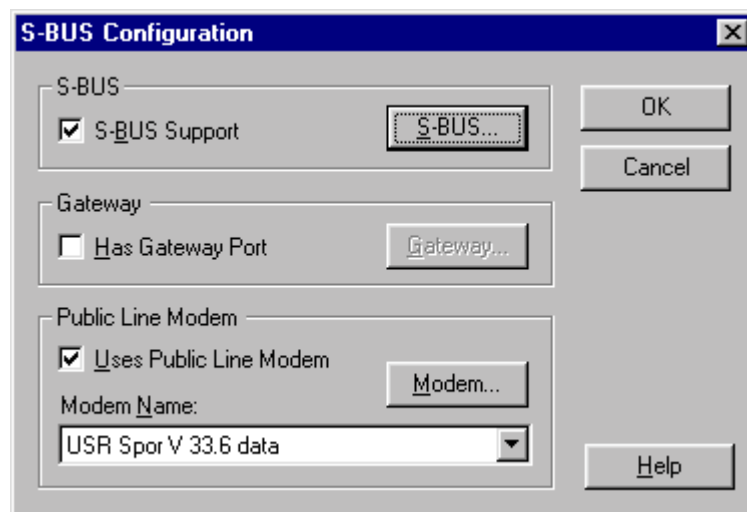 S-BUS Configuration
S-BUS
S-BUS Support
S-BUS...
OK
Cancel
Gateway
Has Gateway Port
Gateway...
Public Line Modem
Uses Public Line Modem
Modem...
Modem Name:
USR Spor V 33.6 data
Help